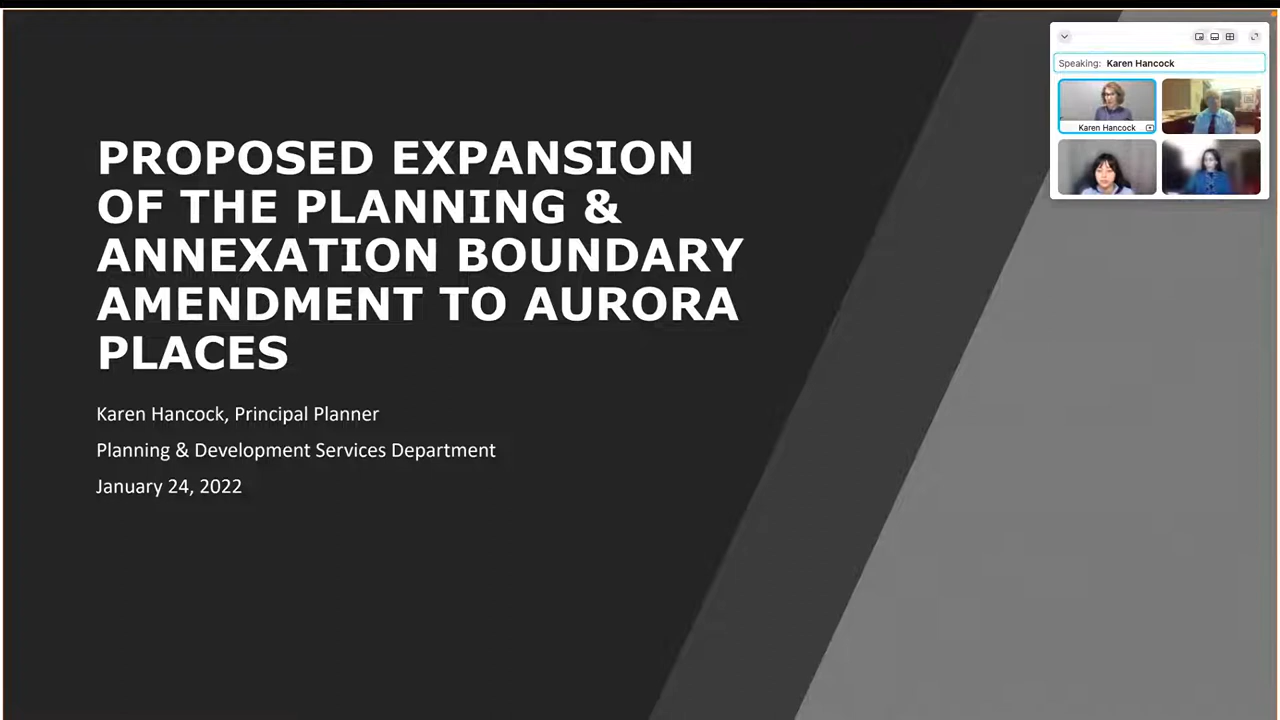 PROPOSED EXPANSION
OF THE PLANNING &
ANNEXATION BOUNDARY
AMENDMENT TO AURORA
PLACES
Karen Hancock, Principal Planner
Planning & Development Services Department
January 24, 2022
Speaking: Karen Hancock
Karen Hancock